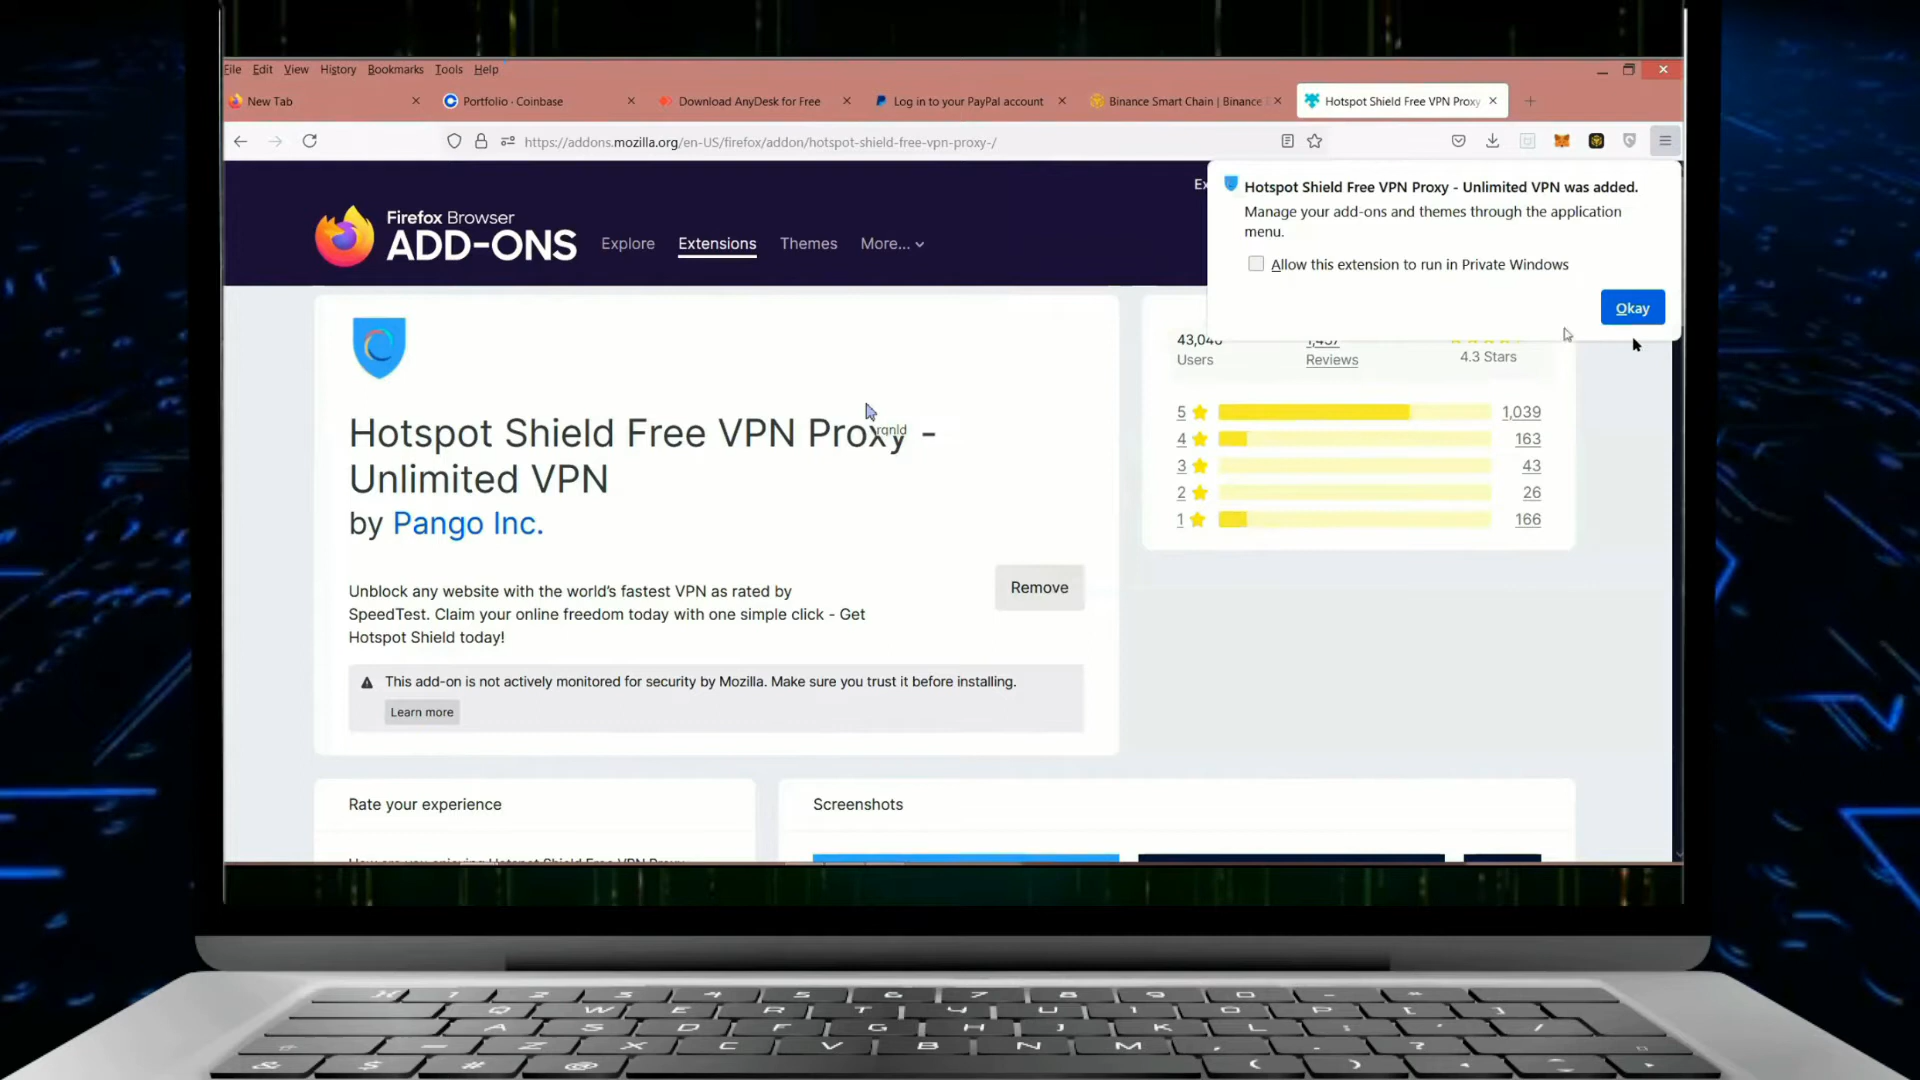 File Edit View History Bookmarks Tools Help
New Tab
Portfolio - Coinbase
Download AnyDesk for Free
Log in to your PayPal account
Binance Smart Chain | Binance
Hotspot Shield Free VPN Proxy
https://addons.mozilla.org/en-US/firefox/addon/hotspot-shield-free-vpn-proxy-/
Firefox Browser
ADD-ONS
Explore
Extensions
Themes
More...
Hotspot Shield Free VPN Proxy - Unlimited VPN was added.
Manage your add-ons and themes through the application
menu.
Allow this extension to run in Private Windows
Okay
Users
Reviews
4.3 Stars
Hotspot Shield Free VPN Proxy -
Unlimited VPN
by Pango Inc.
5 1,039
4 163
3 43
2 26
1 166
Unblock any website with the world's fastest VPN as rated by
SpeedTest. Claim your online freedom today with one simple click - Get
Hotspot Shield today!
Remove
This add-on is not actively monitored for security by Mozilla. Make sure you trust it before installing.
Learn more
Rate your experience
Screenshots